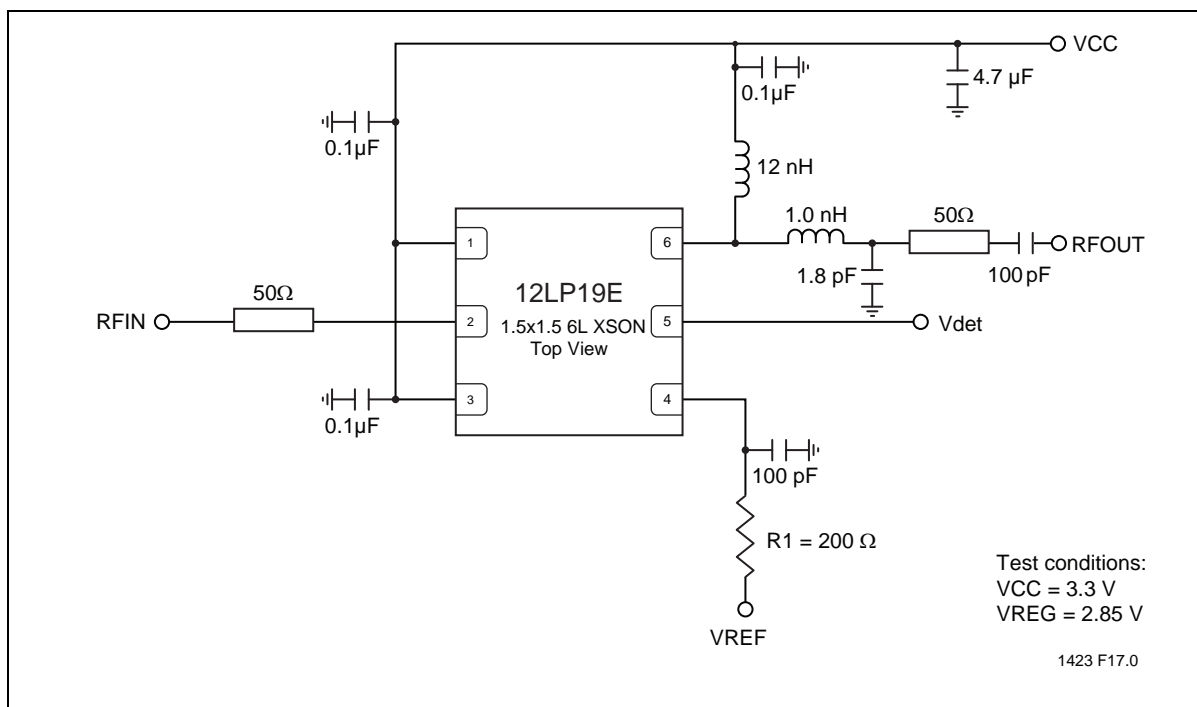 VCC
0.1µF
4.7 µF
0.1µF
12 nH
1.0 nH
50Ω
RFOUT
1.8 pF
100 pF
1
6
12LP19E
50Ω
RFIN
2
1.5x1.5 6L XSON
5
Vdet
Top View
3
4
0.1µF
100 pF
R1 = 200 Ω
VREF
Test conditions:
VCC = 3.3 V
VREG = 2.85 V
1423 F17.0